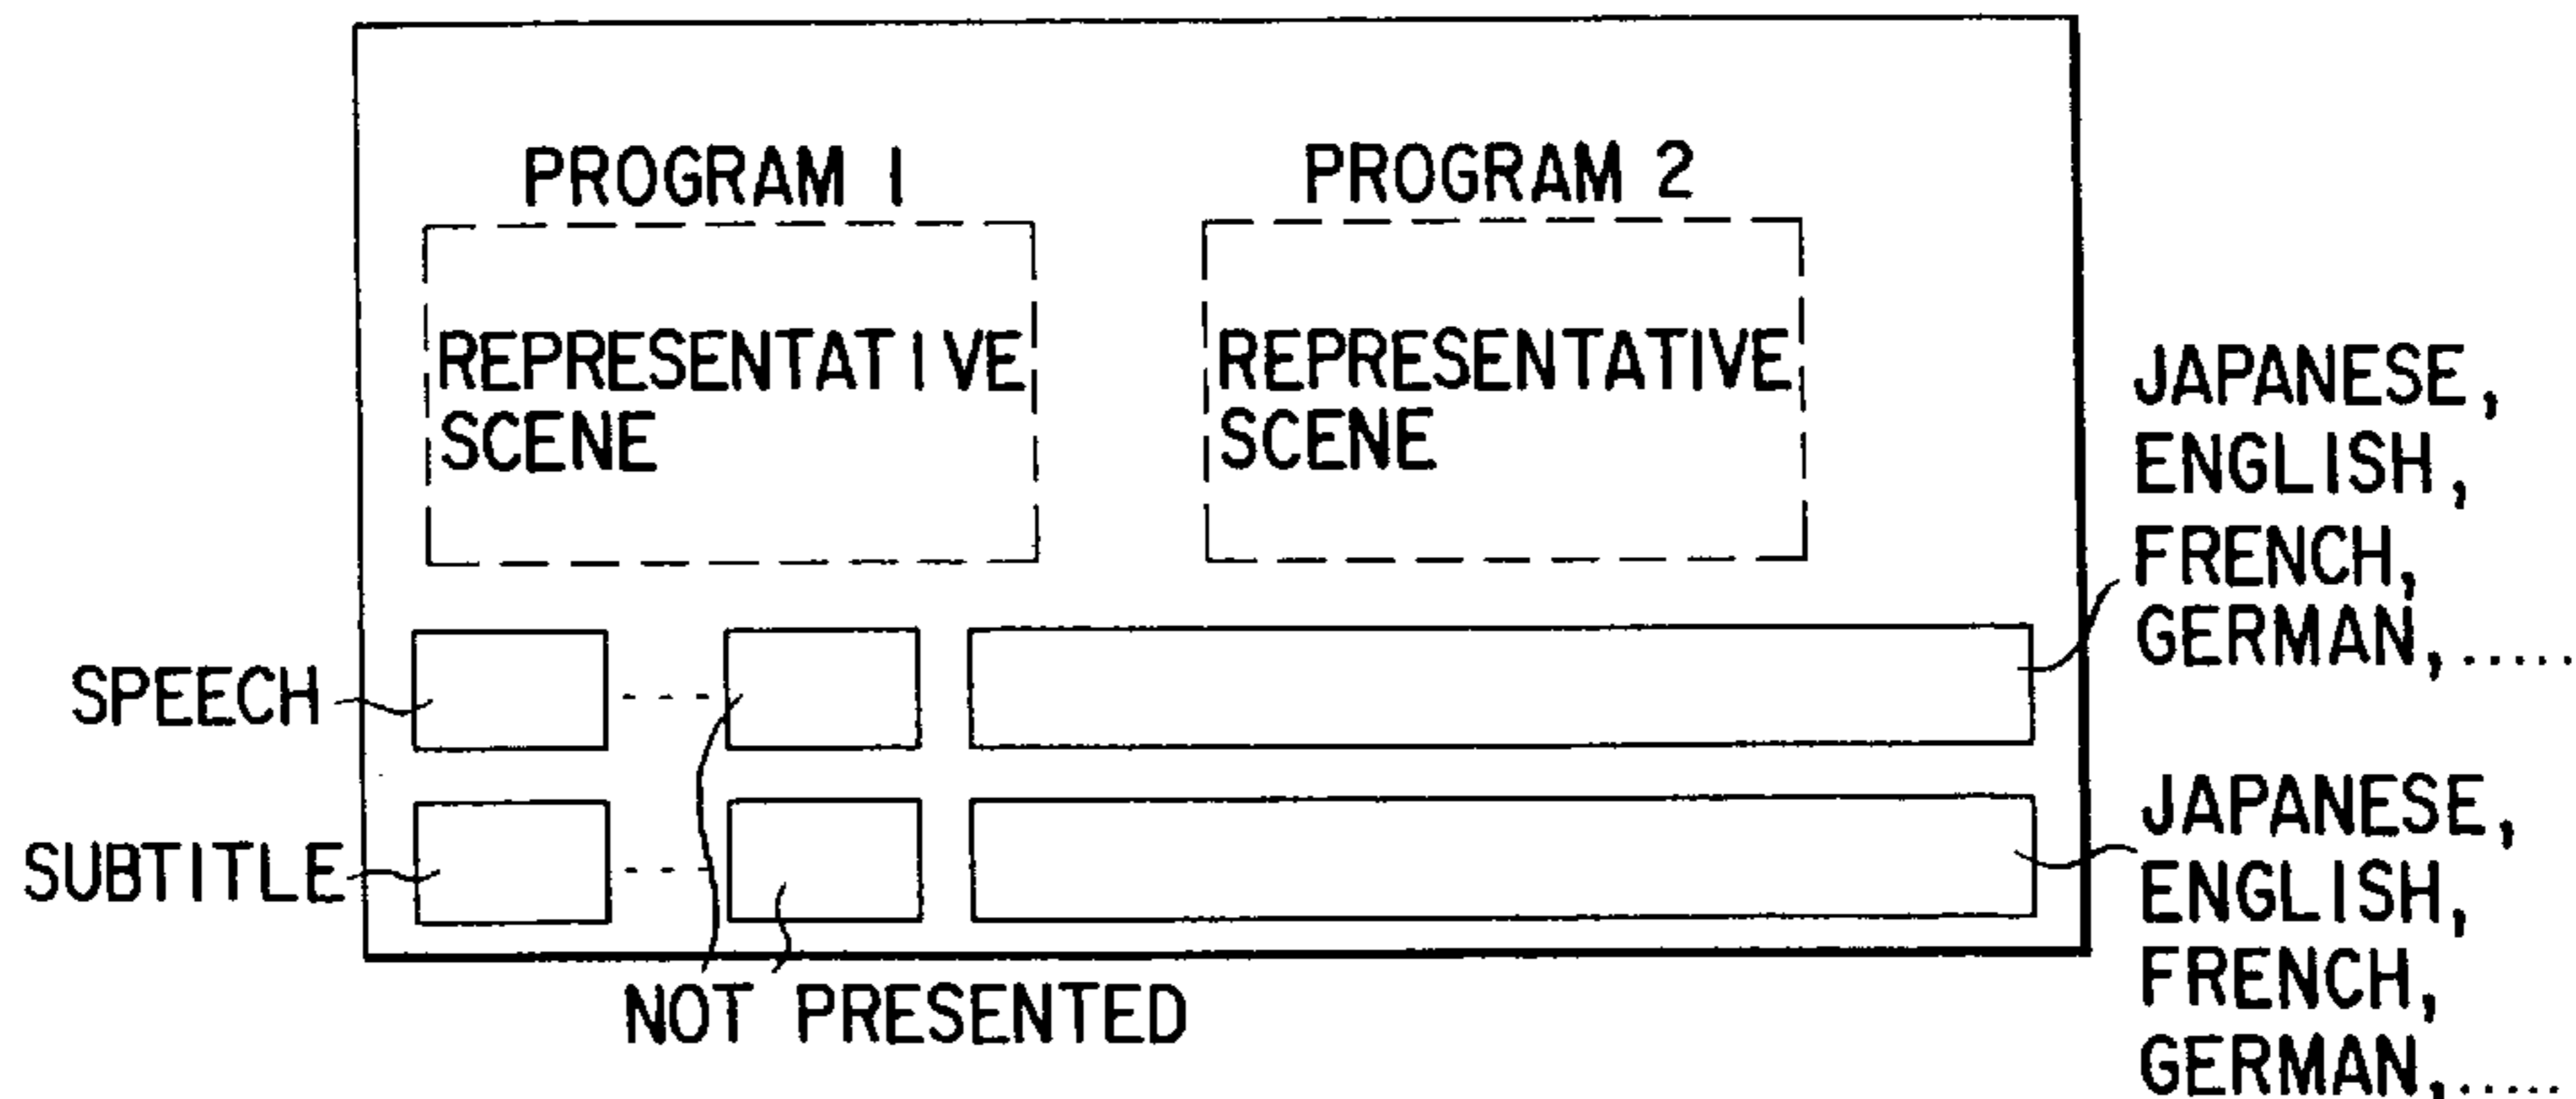 PROGRAM 1
PROGRAM 2
REPRESENTATIVE
SCENE
REPRESENTATIVE
SCENE
JAPANESE,
ENGLISH,
FRENCH,
GERMAN,.....
SPEECH
SUBTITLE
JAPANESE,
ENGLISH,
FRENCH,
GERMAN,.....
NOT PRESENTED